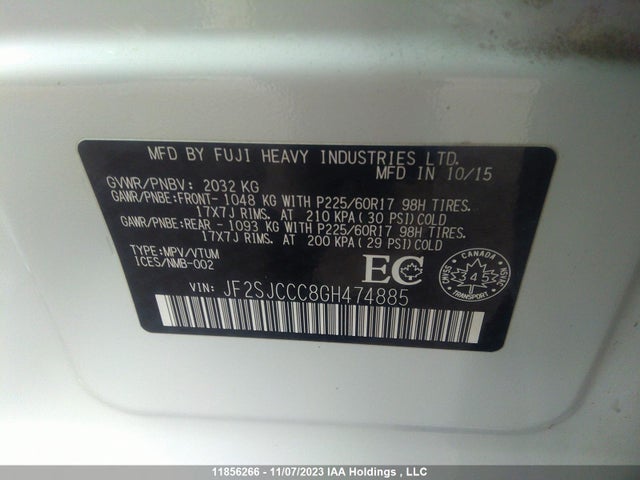 MFD BY FUJI HEAVY INDUSTRIES LTD.
MFD IN 10/15
GVWR/PNBV: 2032 KG
GAWR/PNBE:FRONT- 1048 KG WITH P225/60R17 98H TIRES.
17X7J RIMS. AT 210 KPA ( 30 PSI) COLD
GAWR/PNBE:REAR - 1093 KG WITH P225/60R17 98H TIRES.
17X7J RIMS. AT 200 KPA ( 29 PSI) COLD
TYPE:MPV/VTUM
ICES/NMB-002
EC
CANADA
345
TRANSPORT
VIN: JF2SJCCC8GH474885
11856266 - 11/07/2023 IAA Holdings , LLC